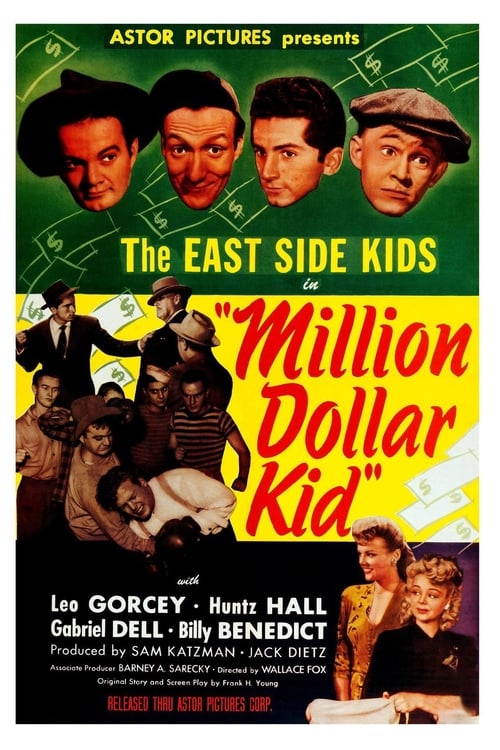 ASTOR PICTURES presents
The EAST SIDE KIDS
in
"Million
Dollar
Kid"
with
Leo GORCEY · Huntz HALL
Gabriel DELL · Billy BENEDICT
Produced by SAM KATZMAN · JACK DIETZ
Associate Producer BARNEY A. SARECKY · Directed by WALLACE FOX
Original Story and Screen Play by Frank H. Young
RELEASED THRU ASTOR PICTURES CORP.